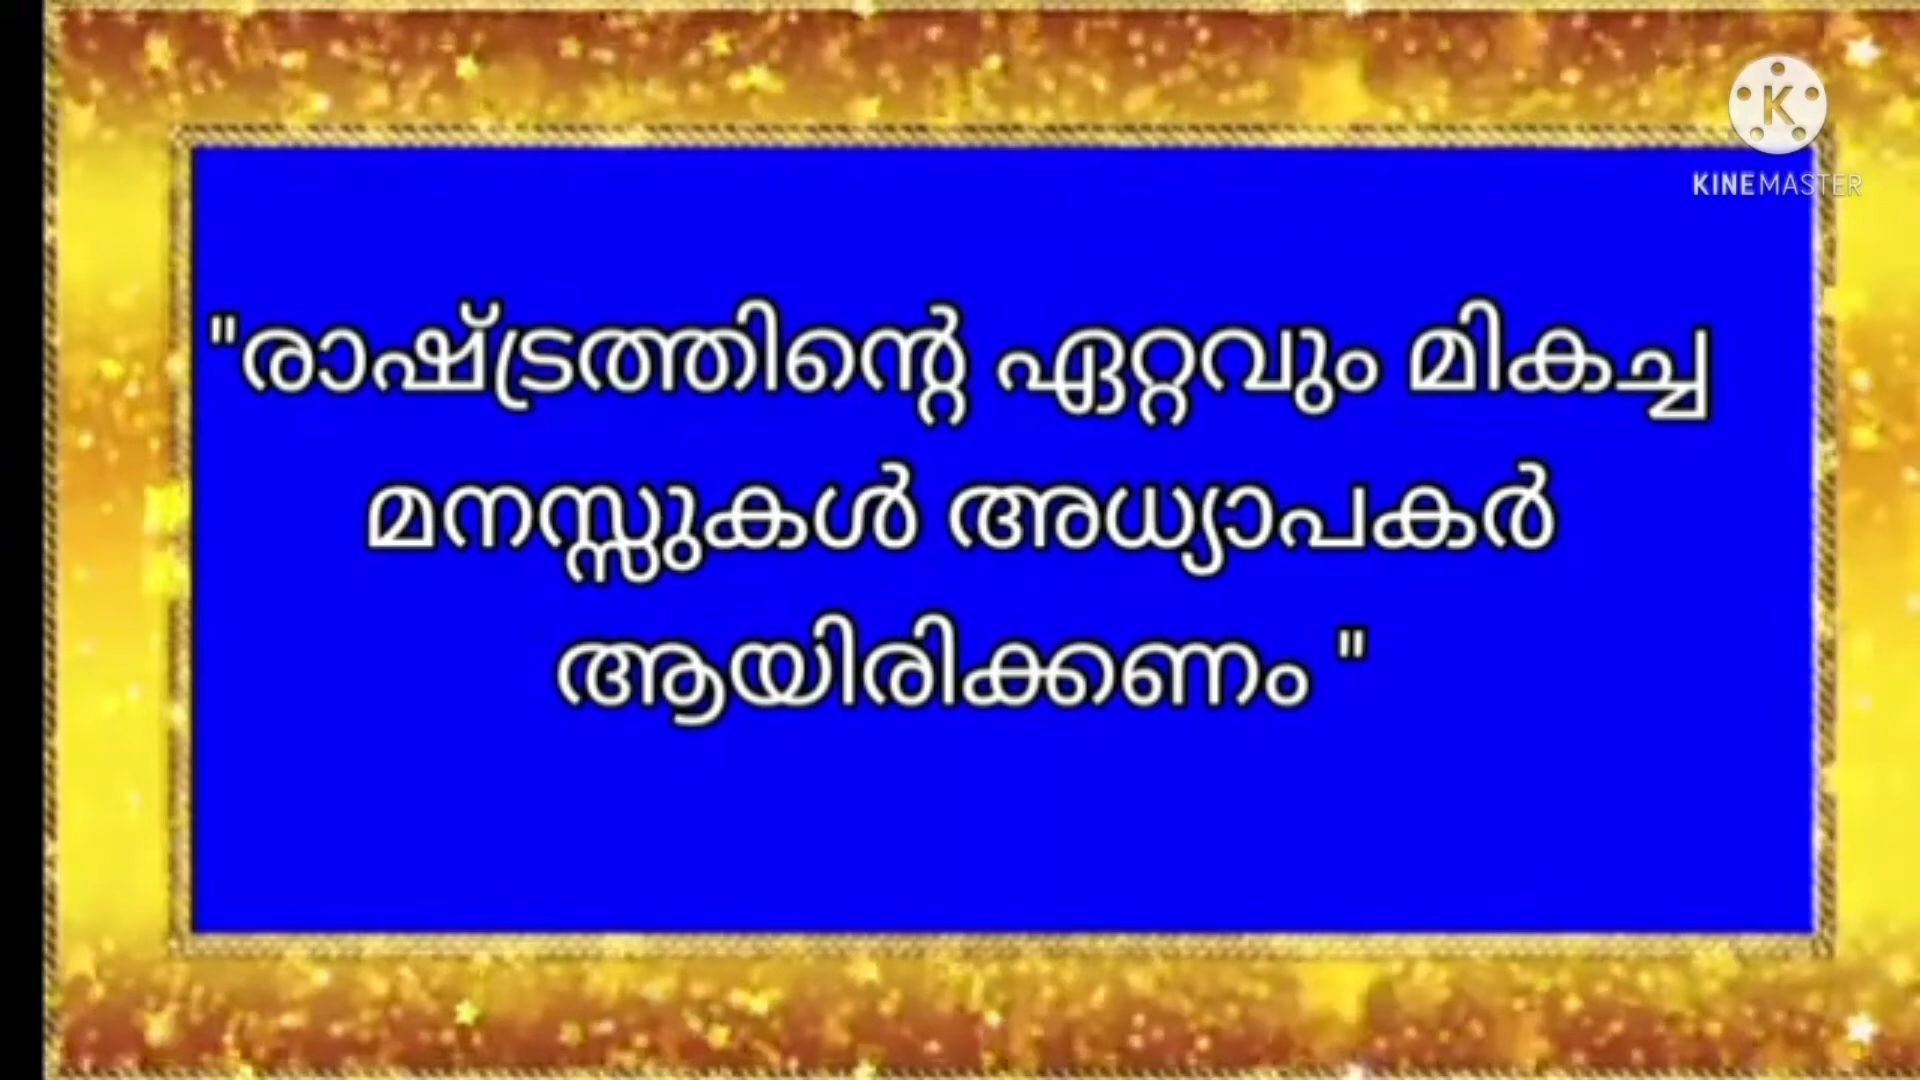 KINEMASTER
"രാഷ്ട്രത്തിന്റെ ഏറ്റവും മികച്ച
മനസ്സുകൾ അധ്യാപകർ
ആയിരിക്കണം "